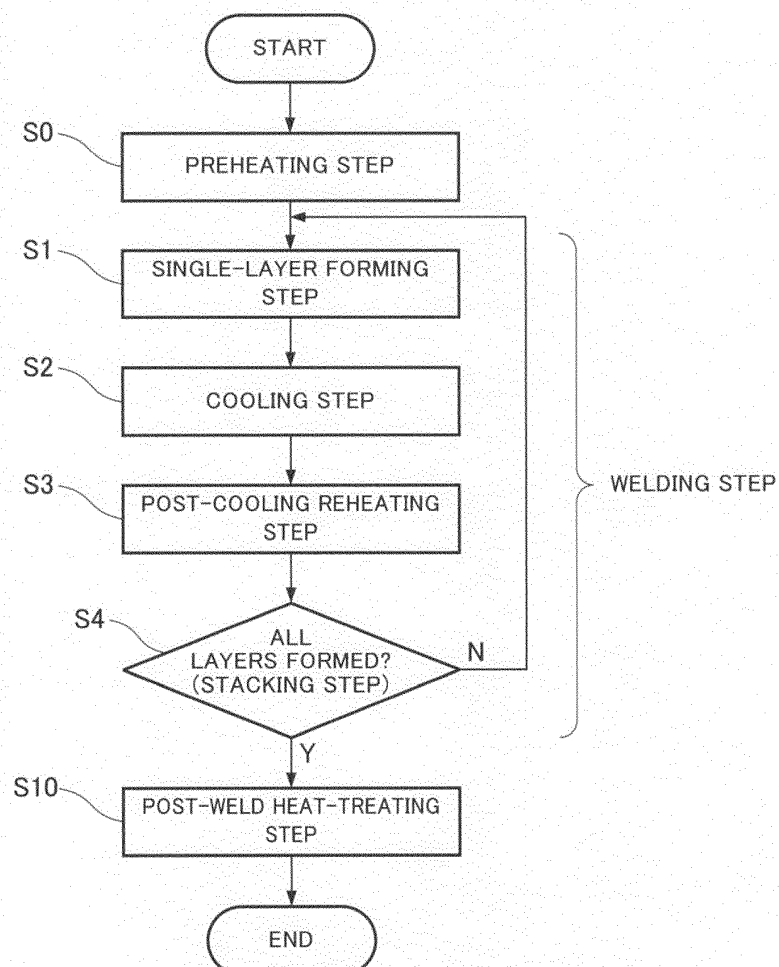 START
S0
PREHEATING STEP
S1
SINGLE-LAYER FORMING
STEP
S2
COOLING STEP
S3
POST-COOLING REHEATING
STEP
WELDING STEP
S4
ALL
LAYERS FORMED?
(STACKING STEP)
N
Y
S10
POST-WELD HEAT-TREATING
STEP
END